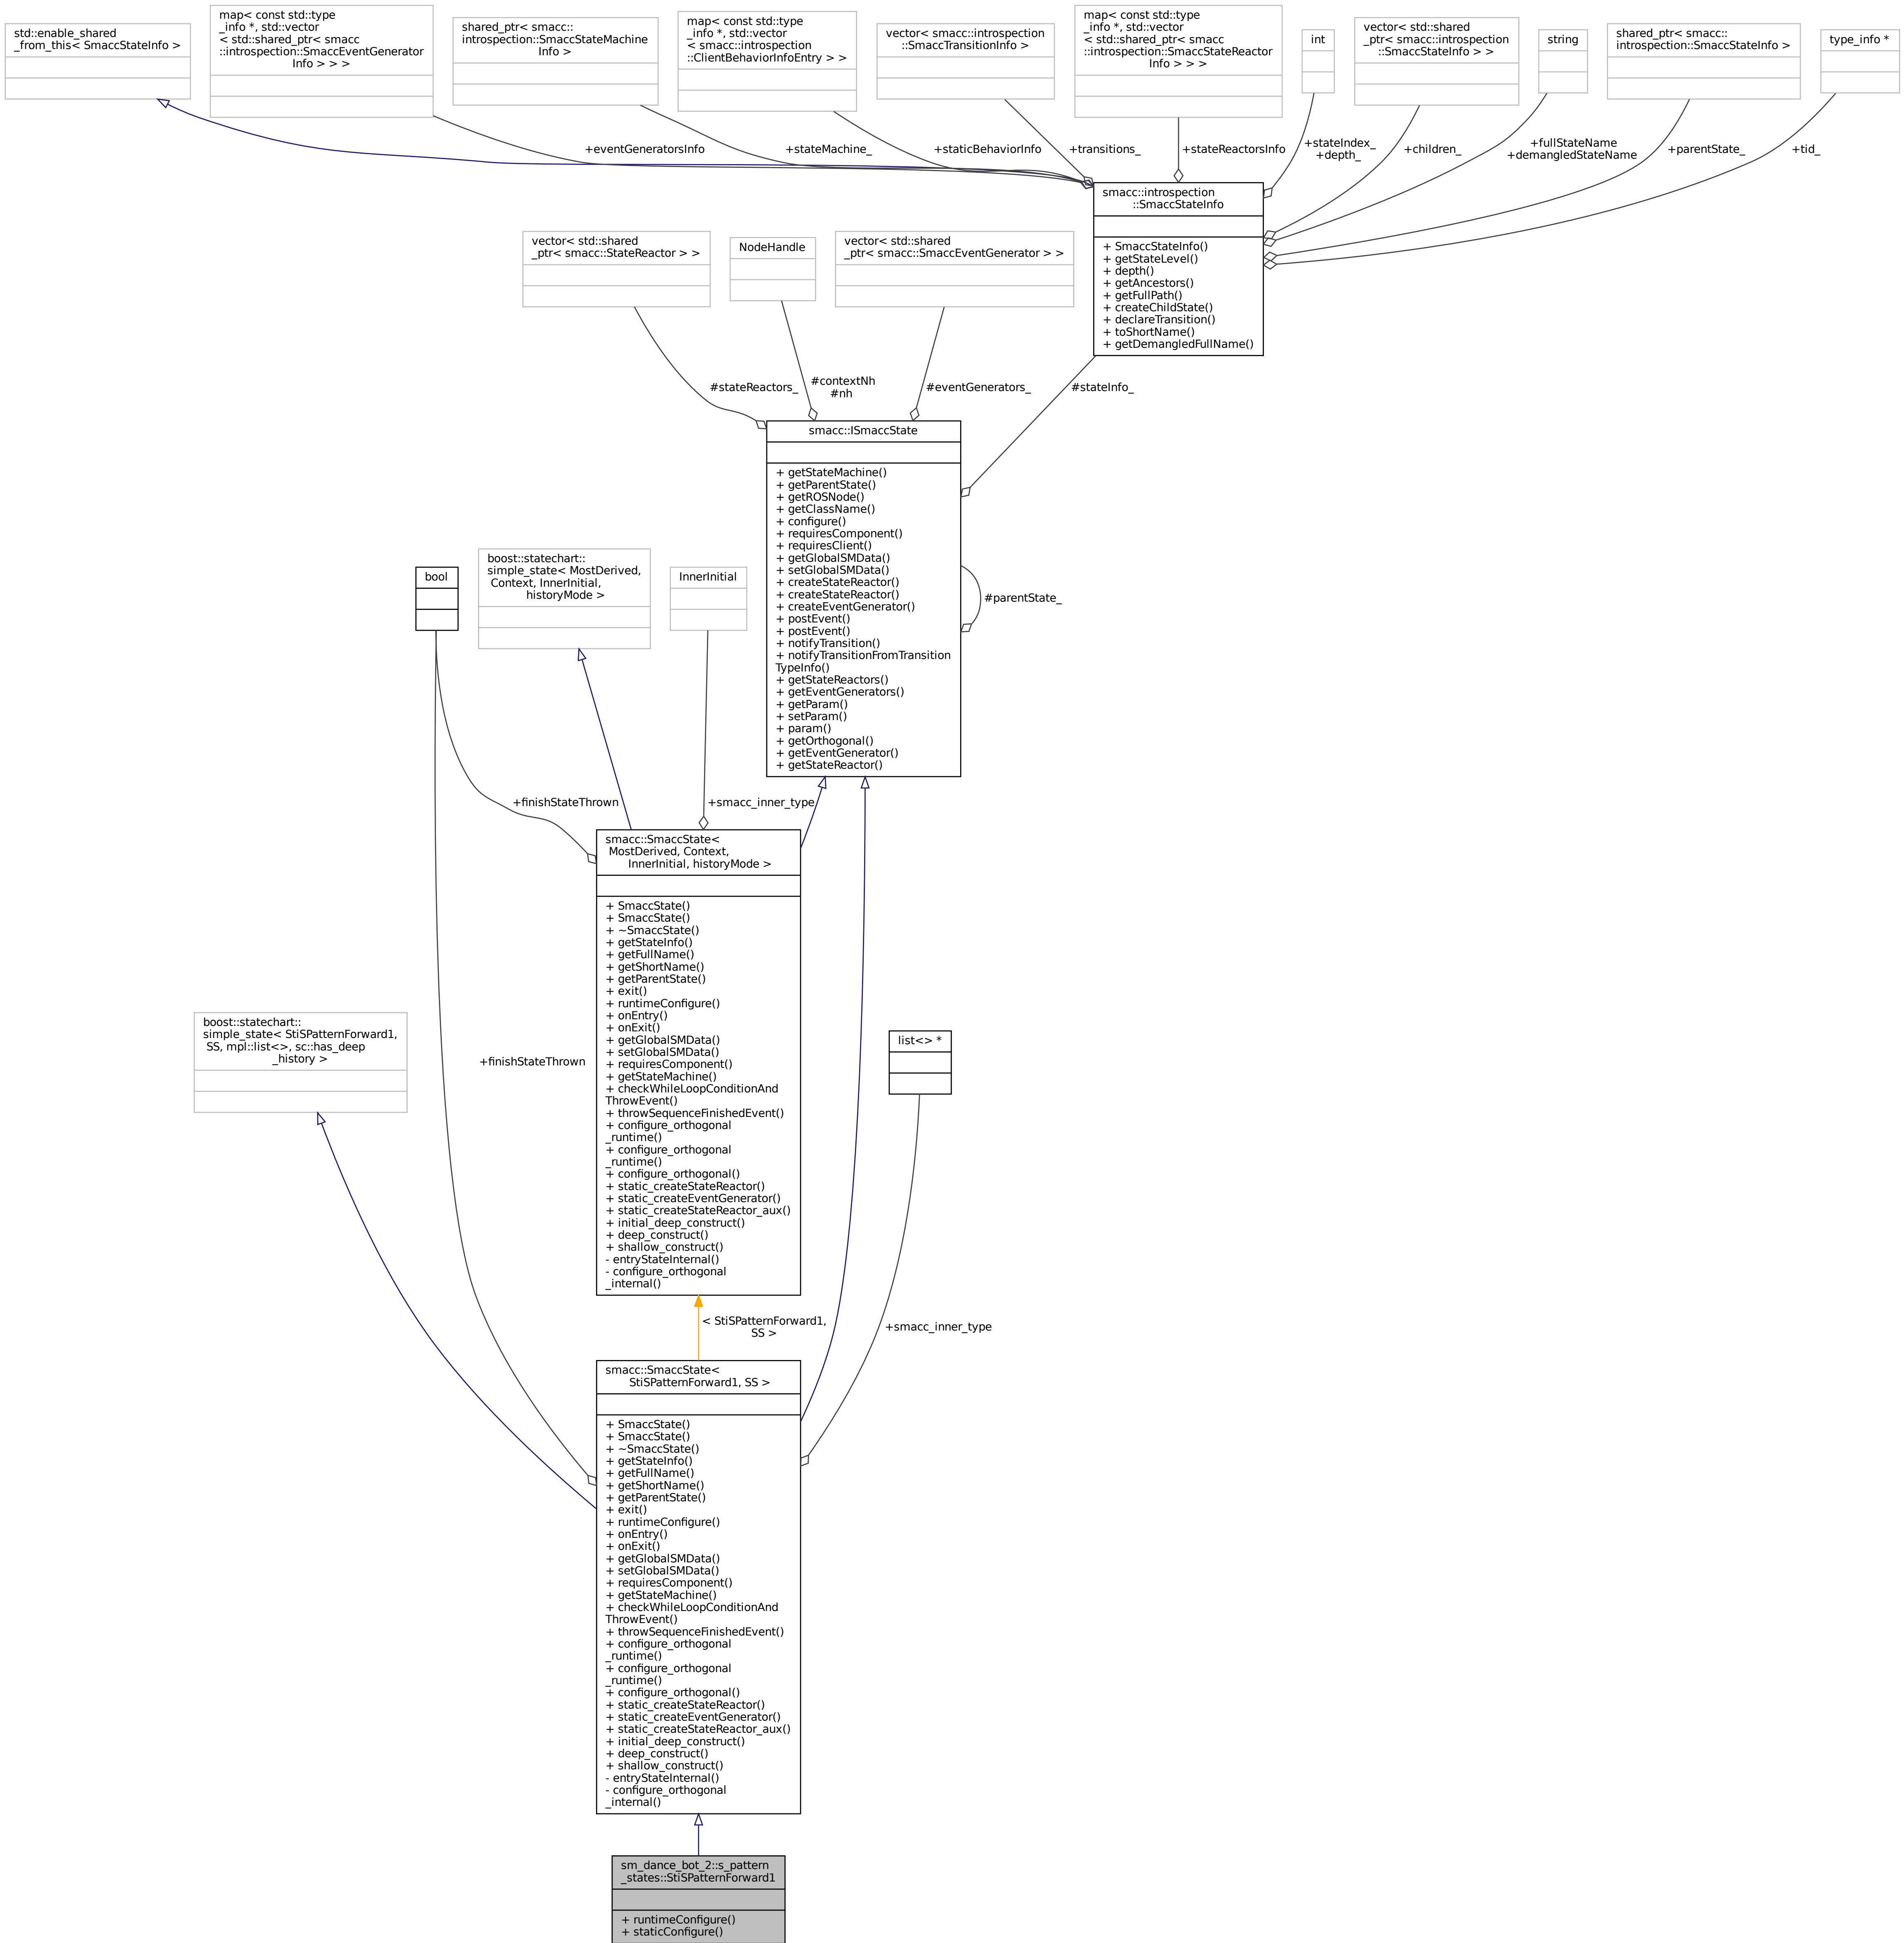 std::enable_shared
_from_this< SmaccStateInfo >
map< const std::type
_info *, std::vector
< std::shared_ptr< smacc
::introspection::SmaccEventGenerator
Info > > >
shared_ptr< smacc::
introspection::SmaccStateMachine
Info >
map< const std::type
_info *, std::vector
< smacc::introspection
::ClientBehaviorInfoEntry > >
vector< smacc::introspection
::SmaccTransitionInfo >
map< const std::type
_info *, std::vector
< std::shared_ptr< smacc
::introspection::SmaccStateReactor
Info > > >
int
vector< std::shared
_ptr< smacc::introspection
::SmaccStateInfo > >
string
shared_ptr< smacc::
introspection::SmaccStateInfo >
type_info *
+eventGeneratorsInfo
+stateMachine_
+staticBehaviorInfo
+transitions_
+stateReactorsInfo
+stateIndex_
+depth_
+children_
+fullStateName
+demangledStateName
+parentState_
+tid_
smacc::introspection
::SmaccStateInfo
+ SmaccStateInfo()
+ getStateLevel()
+ depth()
+ getAncestors()
+ getFullPath()
+ createChildState()
+ declareTransition()
+ toShortName()
+ getDemangledFullName()
vector< std::shared
_ptr< smacc::StateReactor > >
NodeHandle
vector< std::shared
_ptr< smacc::SmaccEventGenerator > >
#stateReactors_
#contextNh
#nh
#eventGenerators_
#stateInfo_
smacc::ISmaccState
+ getStateMachine()
+ getParentState()
+ getROSNode()
+ getClassName()
+ configure()
+ requiresComponent()
+ requiresClient()
+ getGlobalSMData()
+ setGlobalSMData()
+ createStateReactor()
+ createStateReactor()
+ createEventGenerator()
+ postEvent()
+ postEvent()
+ notifyTransition()
+ notifyTransitionFromTransition
TypeInfo()
+ getStateReactors()
+ getEventGenerators()
+ getParam()
+ setParam()
+ param()
+ getOrthogonal()
+ getEventGenerator()
+ getStateReactor()
#parentState_
bool
boost::statechart::
simple_state< MostDerived,
Context, InnerInitial,
historyMode >
InnerInitial
+finishStateThrown
+smacc_inner_type
smacc::SmaccState<
MostDerived, Context,
InnerInitial, historyMode >
+ SmaccState()
+ SmaccState()
+ ~SmaccState()
+ getStateInfo()
+ getFullName()
+ getShortName()
+ getParentState()
+ exit()
+ runtimeConfigure()
+ onEntry()
+ onExit()
+ getGlobalSMData()
+ setGlobalSMData()
+ requiresComponent()
+ getStateMachine()
+ checkWhileLoopConditionAnd
ThrowEvent()
+ throwSequenceFinishedEvent()
+ configure_orthogonal
_runtime()
+ configure_orthogonal
_runtime()
+ configure_orthogonal()
+ static_createStateReactor()
+ static_createEventGenerator()
+ static_createStateReactor_aux()
+ initial_deep_construct()
+ deep_construct()
+ shallow_construct()
- entryStateInternal()
- configure_orthogonal
_internal()
boost::statechart::
simple_state< StiSPatternForward1,
SS, mpl::list<>, sc::has_deep
_history >
+finishStateThrown
list<> *
< StiSPatternForward1,
SS >
+smacc_inner_type
smacc::SmaccState<
StiSPatternForward1, SS >
+ SmaccState()
+ SmaccState()
+ ~SmaccState()
+ getStateInfo()
+ getFullName()
+ getShortName()
+ getParentState()
+ exit()
+ runtimeConfigure()
+ onEntry()
+ onExit()
+ getGlobalSMData()
+ setGlobalSMData()
+ requiresComponent()
+ getStateMachine()
+ checkWhileLoopConditionAnd
ThrowEvent()
+ throwSequenceFinishedEvent()
+ configure_orthogonal
_runtime()
+ configure_orthogonal
_runtime()
+ configure_orthogonal()
+ static_createStateReactor()
+ static_createEventGenerator()
+ static_createStateReactor_aux()
+ initial_deep_construct()
+ deep_construct()
+ shallow_construct()
- entryStateInternal()
- configure_orthogonal
_internal()
sm_dance_bot_2::s_pattern
_states::StiSPatternForward1
+ runtimeConfigure()
+ staticConfigure()